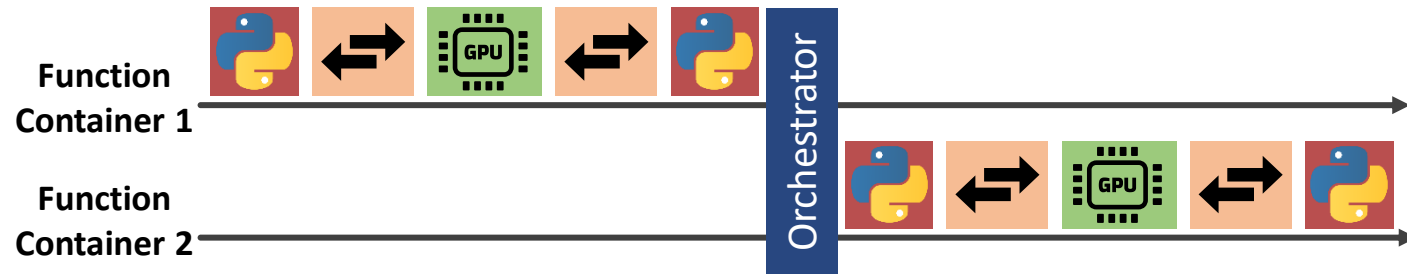 GPU
Function
Container 1
Orchestrator
GPU
Function
Container 2